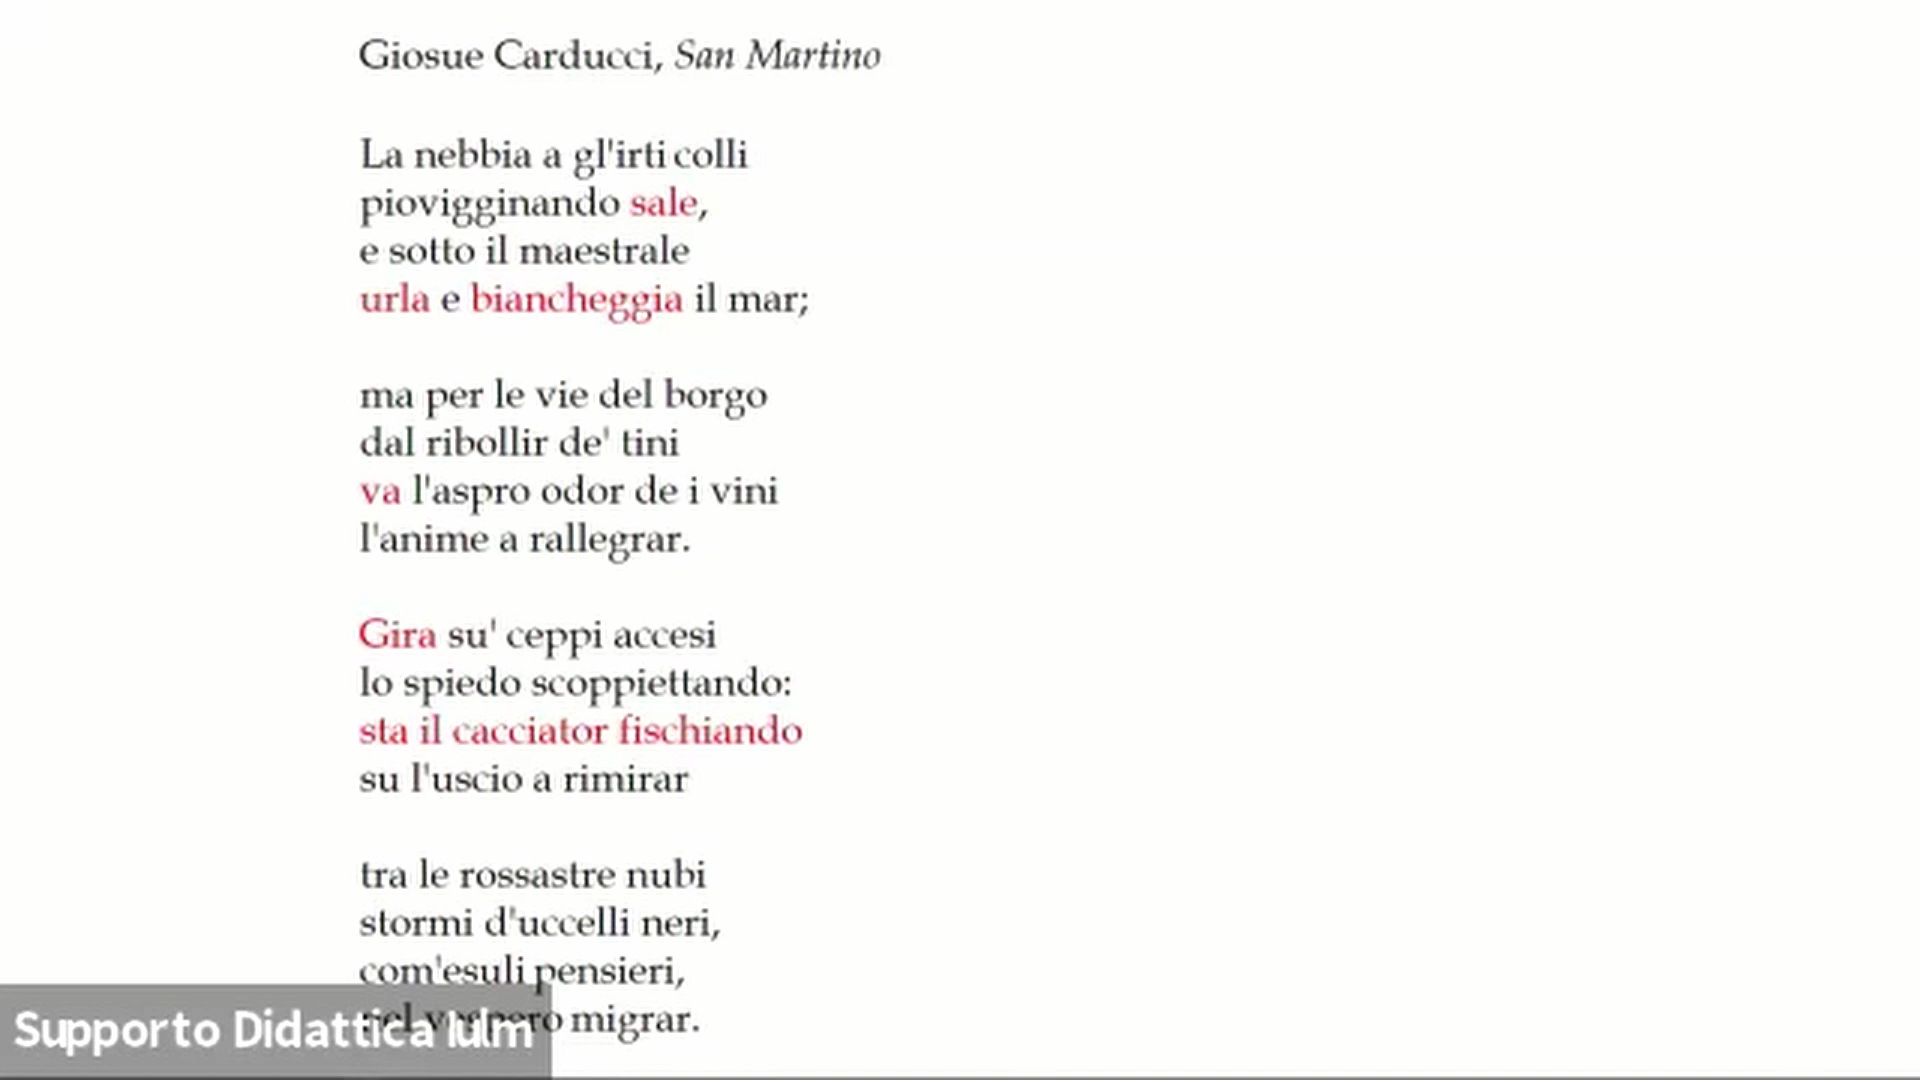 Giosue Carducci, San Martino
La nebbia a gl'irti colli
piovigginando sale,
e sotto il maestrale
urla e biancheggia il mar;
ma per le vie del borgo
dal ribollir de' tini
va l'aspro odor de i vini
l'anime a rallegrar.
Gira su' ceppi accesi
lo spiedo scoppiettando:
sta il cacciator fischiando
su l'uscio a rimirar
tra le rossastre nubi
stormi d'uccelli neri,
com'esuli pensieri,
nel vespero migrar.
Supporto Didattica Iulm